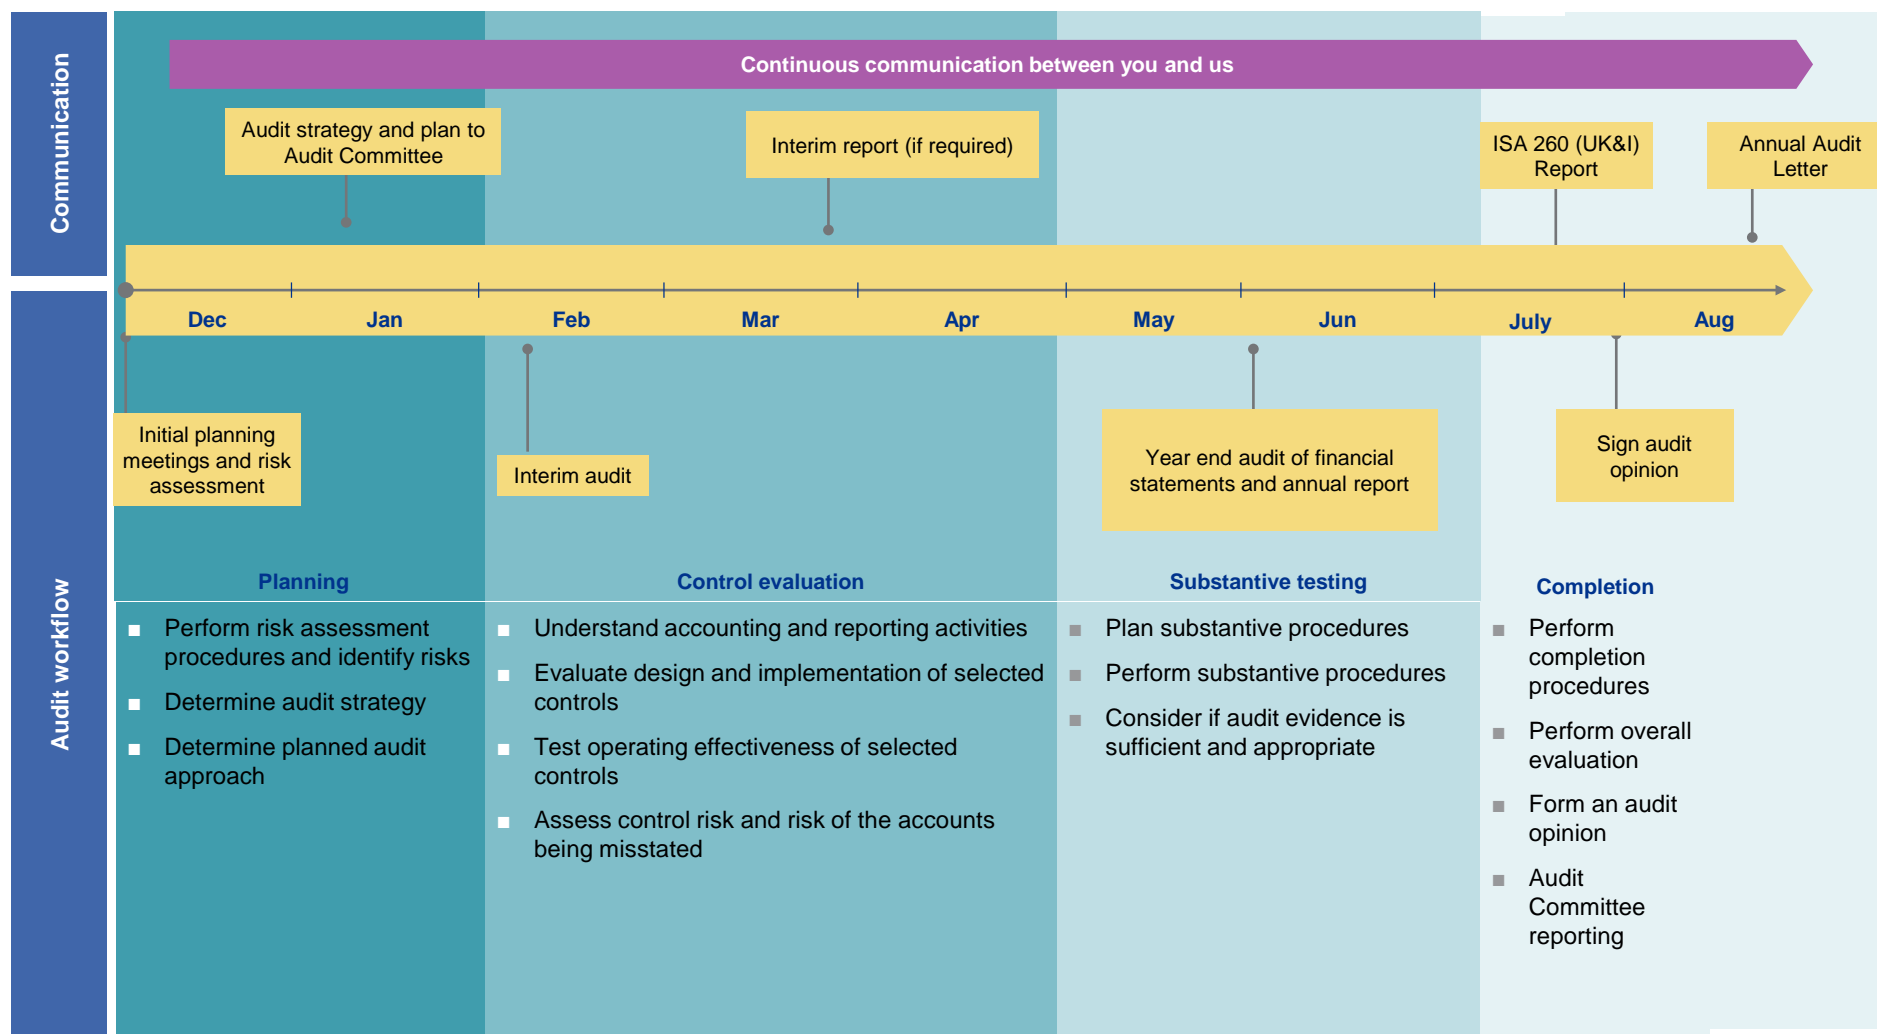 Communication
Continuous communication between you and us
Audit strategy and plan to
Audit Committee
Interim report (if required)
ISA 260 (UK&I)
Report
Annual Audit
Letter
Dec
Jan
Feb
Mar
Apr
May
Jun
July
Aug
Audit workflow
Initial planning
meetings and risk
assessment
Interim audit
Year end audit of financial
statements and annual report
Sign audit
opinion
Planning
■ Perform risk assessment
procedures and identify risks
■ Determine audit strategy
■ Determine planned audit
approach
Control evaluation
■ Understand accounting and reporting activities
■ Evaluate design and implementation of selected
controls
■ Test operating effectiveness of selected
controls
■ Assess control risk and risk of the accounts
being misstated
Substantive testing
■ Plan substantive procedures
■ Perform substantive procedures
■ Consider if audit evidence is
sufficient and appropriate
Completion
■ Perform
completion
procedures
■ Perform overall
evaluation
■ Form an audit
opinion
■ Audit
Committee
reporting